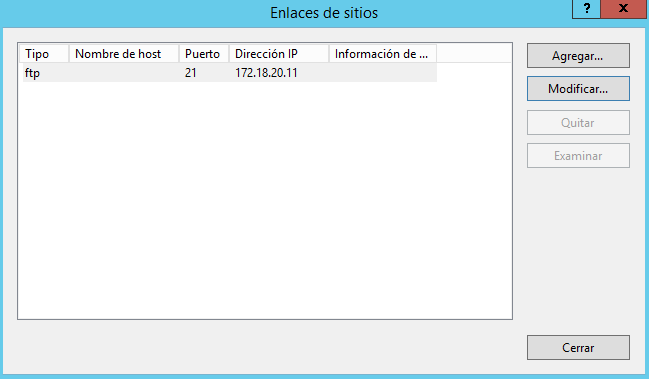 Enlaces de sitios
? x
Tipo Nombre de host Puerto Dirección IP Información de ...
ftp 21 172.18.20.11
Agregar...
Modificar...
Quitar
Examinar
Cerrar